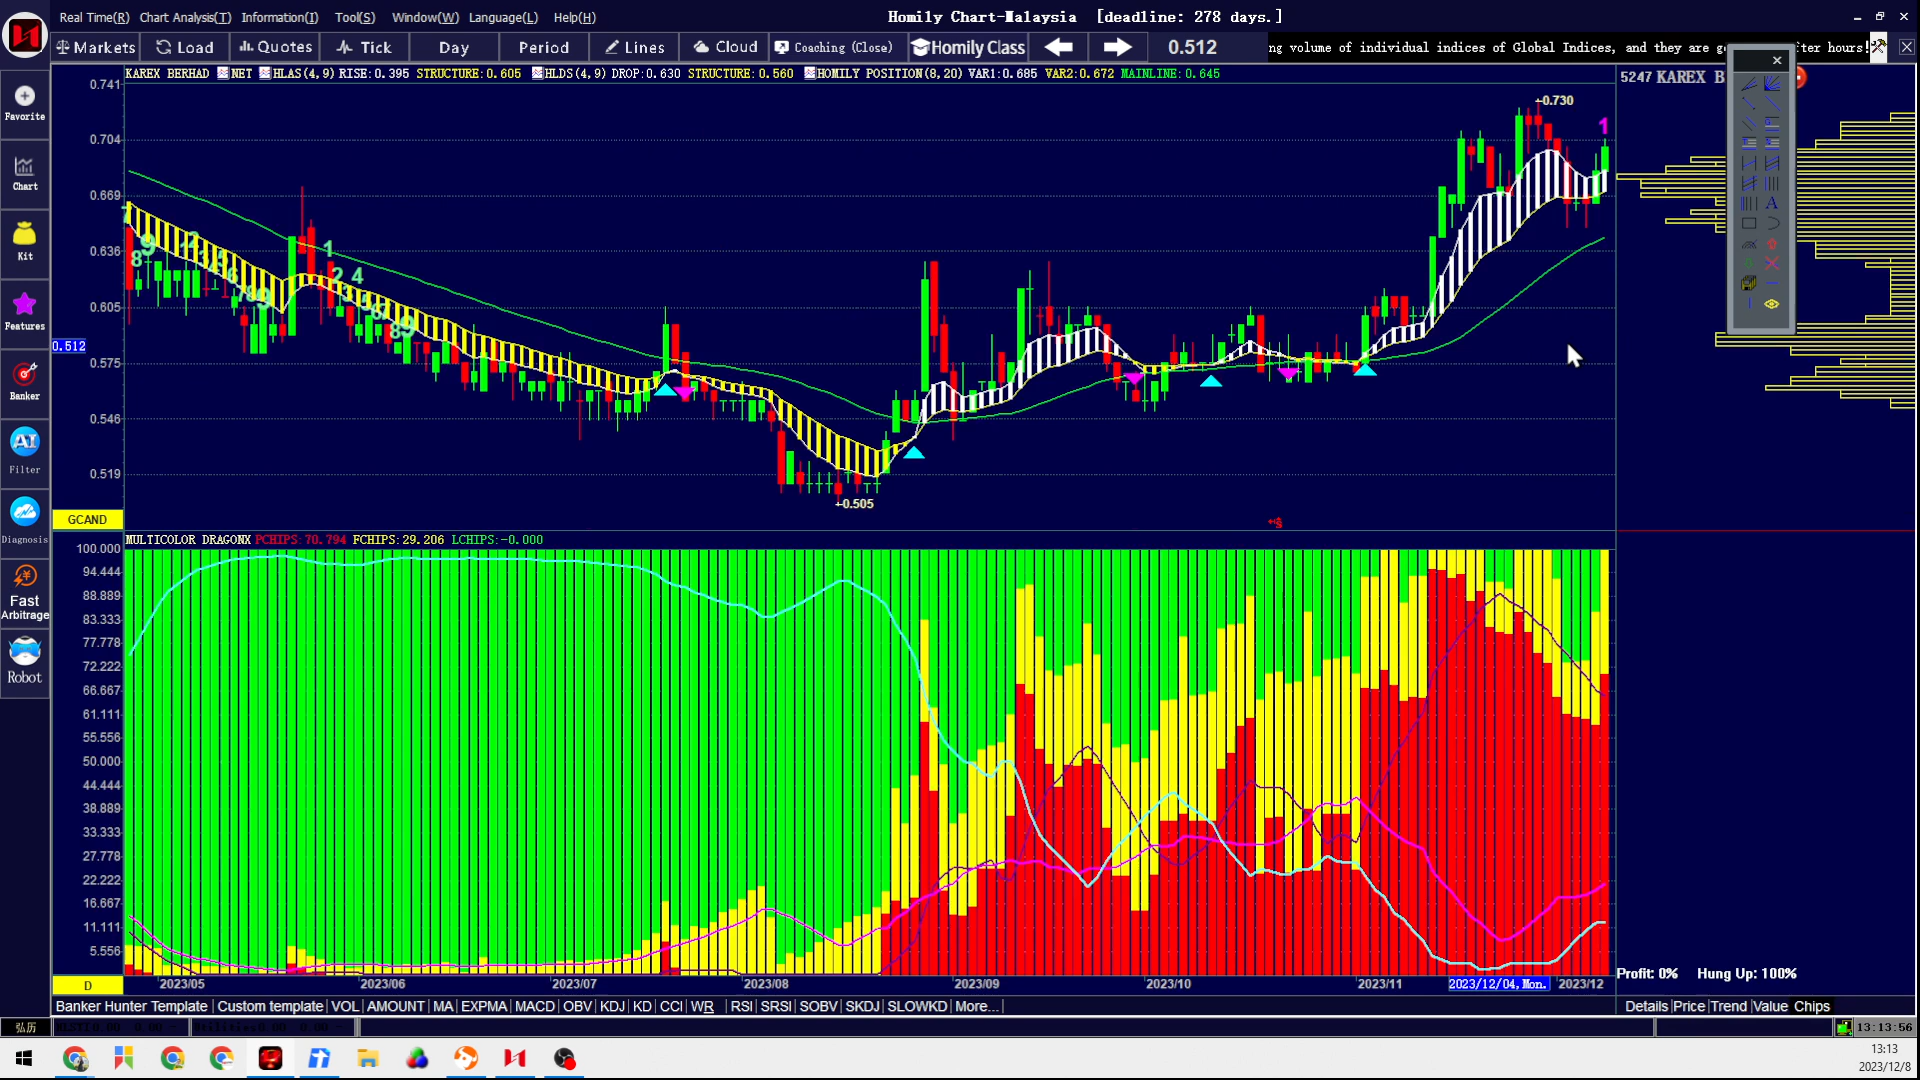 Real Time(R) Chart Analysis(T) Information(I) Tool(S) Window(W) Language(L) Help(H)
Homily Chart-Malaysia [deadline: 278 days.]
Markets Load Quotes Tick Day Period Lines Cloud Coaching (Close) Homily Class 0.512
ng volume of individual indices of Global Indices, and they are
ter hours!
KAREX BERHAD NET HLAS(4,9) RISE:0.395 STRUCTURE:0.605 HLDS(4,9) DROP:0.630 STRUCTURE:0.560 HOMILY POSITION(8,20) VAR1:0.685 VAR2:0.672 MAINLINE:0.645
5247 KAREX B
Favorite
Chart
Kit
Features
Banker
AI
Filter
Diagnosis
Fast
Arbitrage
Robot
0.741
0.704
0.669
0.636
0.605
0.512
0.575
0.546
0.519
GCAND
0.730
1
0.505
1
2 4
MULTICOLOR DRAGONX PCHIPS:70.794 FCHIPS:29.206 LCHIPS:-0.000
100.000
94.444
88.889
83.333
77.778
72.222
66.667
61.111
55.556
50.000
44.444
38.889
33.333
27.778
22.222
16.667
11.111
5.556
Profit: 0% Hung Up: 100%
D 2023/05 2023/06 2023/07 2023/08 2023/09 2023/10 2023/11 2023/12/04,Mon. 2023/12
Banker Hunter Template Custom template VOL AMOUNT MA EXPMA MACD OBV KDJ KD CCI WR RSI SRSI SOBV SKDJ SLOWKD More...
Details Price Trend Value Chips
弘历
13:13:56
13:13
2023/12/8